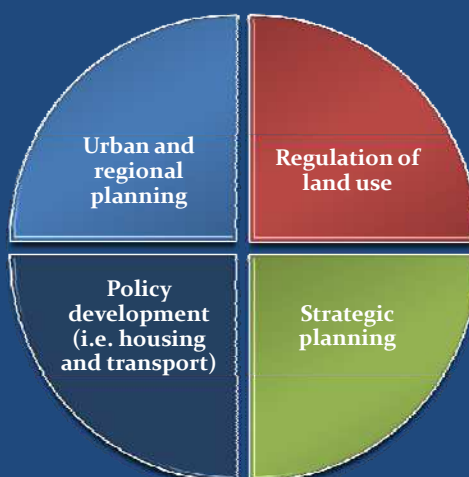 Urban and
regional
planning
Regulation of
land use
Policy
development
(i.e. housing
and transport)
Strategic
planning